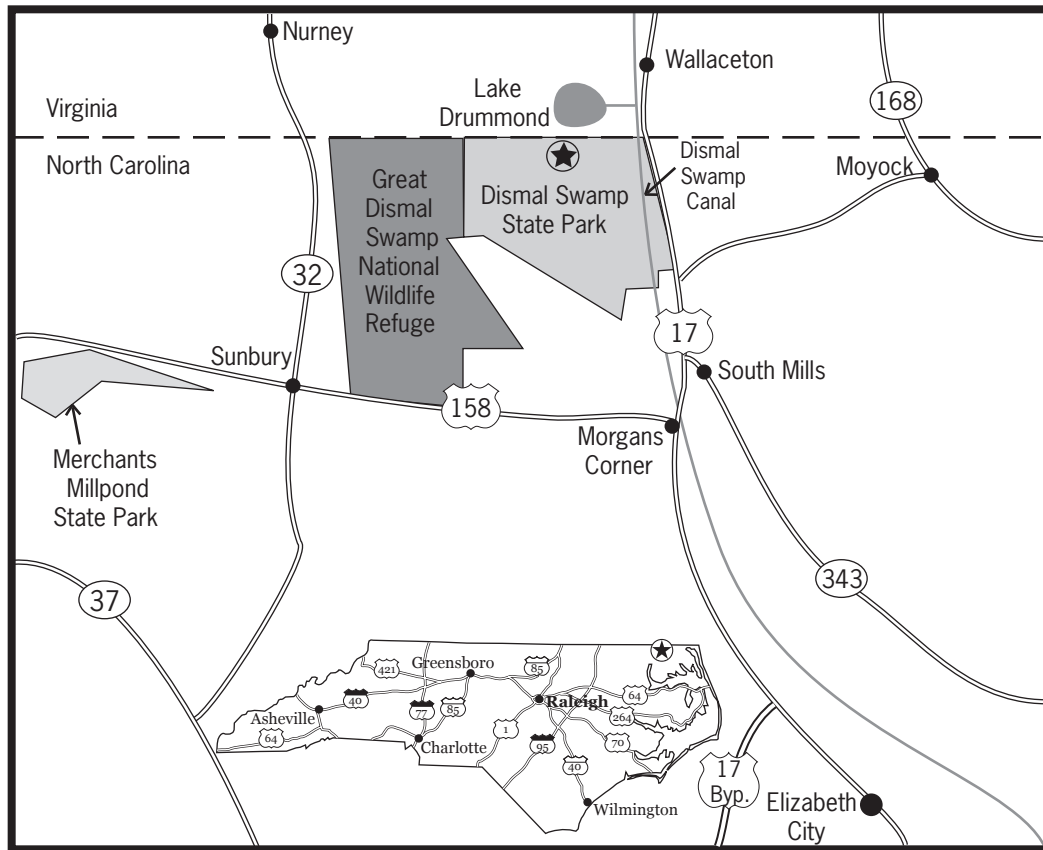 Nurney
Wallaceton
Lake
Drummond
168
Virginia
North Carolina
Dismal
Swamp
Canal
Moyock
Great
Dismal
Swamp
National
Wildlife
Refuge
Dismal Swamp
State Park
32
17
Sunbury
South Mills
158
Morgans
Corner
Merchants
Millpond
State Park
343
37
Greensboro
421
85
40
Raleigh
64
77
85
Asheville
264
64
Charlotte
1
95
70
40
Wilmington
17
Byp.
Elizabeth
City